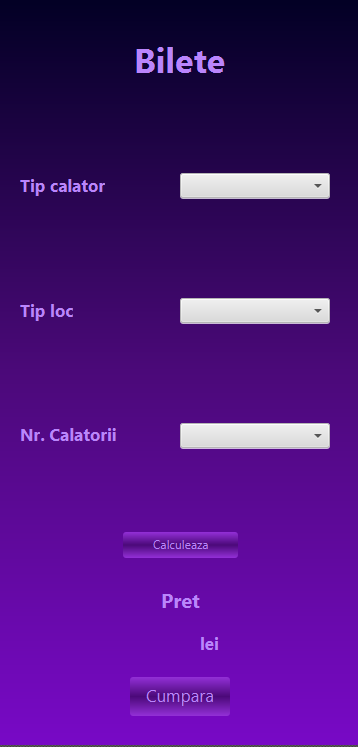 Bilete
Tip calator
Tip loc
Nr. Calatorii
Calculeaza
Pret
lei
Cumpara